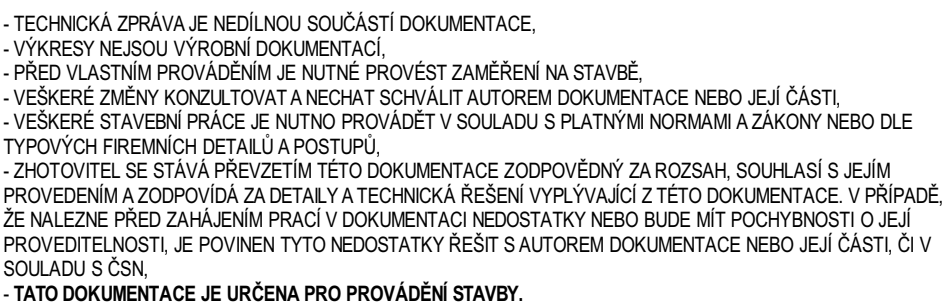 - TECHNICKÁ ZPRÁVA JE NEDÍLNOU SOUČÁSTÍ DOKUMENTACE,
- VÝKRESY NEJSOU VÝROBNÍ DOKUMENTACÍ,
- PŘED VLASTNÍM PROVÁDĚNÍM JE NUTNÉ PROVÉST ZAMĚŘENÍ NA STAVBĚ,
- VEŠKERÉ ZMĚNY KONZULTOVAT A NECHAT SCHVÁLIT AUTOREM DOKUMENTACE NEBO JEJÍ ČÁSTI,
- VEŠKERÉ STAVEBNÍ PRÁCE JE NUTNO PROVÁDĚT V SOULADU S PLATNÝMI NORMAMI A ZÁKONY NEBO DLE
TYPOVÝCH FIREMNÍCH DETAILŮ A POSTUPŮ,
- ZHOTOVITEL SE STÁVÁ PŘEVZETÍM TÉTO DOKUMENTACE ZODPOVĚDNÝ ZA ROZSAH, SOUHLASÍ S JEJÍM
PROVEDENÍM A ZODPOVÍDÁ ZA DETAILY A TECHNICKÁ ŘEŠENÍ VYPLÝVAJÍCÍ Z TÉTO DOKUMENTACE. V PŘÍPADĚ,
ŽE NALEZNE PŘED ZAHÁJENÍM PRACÍ V DOKUMENTACI NEDOSTATKY NEBO BUDE MÍT POCHYBNOSTI O JEJÍ
PROVEDITELNOSTI, JE POVINEN TYTO NEDOSTATKY ŘEŠIT S AUTOREM DOKUMENTACE NEBO JEJÍ ČÁSTI, ČI V
SOULADU S ČSN,
- TATO DOKUMENTACE JE URČENA PRO PROVÁDĚNÍ STAVBY.